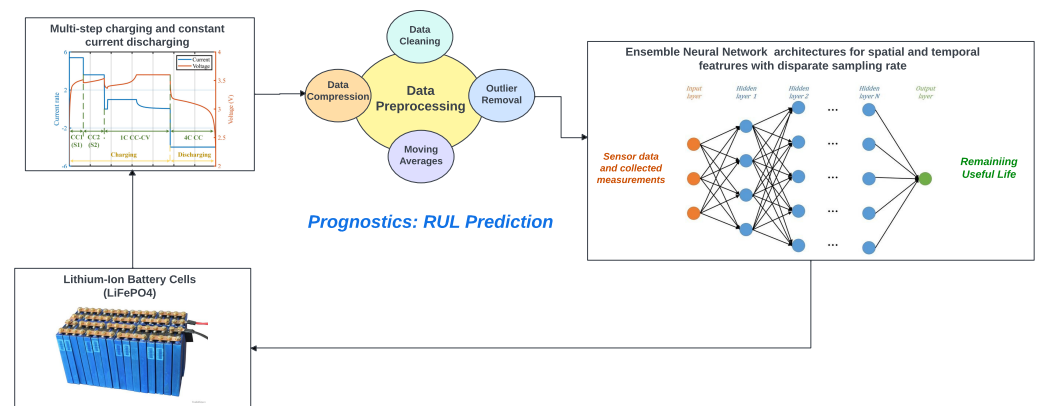 Multi-step charging and constant
current discharging
6
4
Current
Voltage
2
3.5
-2
3
-6
2
Current rate
Voltage (V)
CC1
(S1)
CC2
(S2)
1C CC-CV
4C CC
Charging
Discharging
Data
Cleaning
Data
Compression
Data
Preprocessing
Outlier
Removal
Moving
Averages
Prognostics: RUL Prediction
Ensemble Neural Network architectures for spatial and temporal
featrures with disparate sampling rate
Input
layer
Hidden
layer 1
Hidden
layer 2
...
Hidden
layer N
Output
layer
Sensor data
and collected
measurements
...
...
...
...
Remaiining
Useful Life
Lithium-Ion Battery Cells
(LiFePO4)